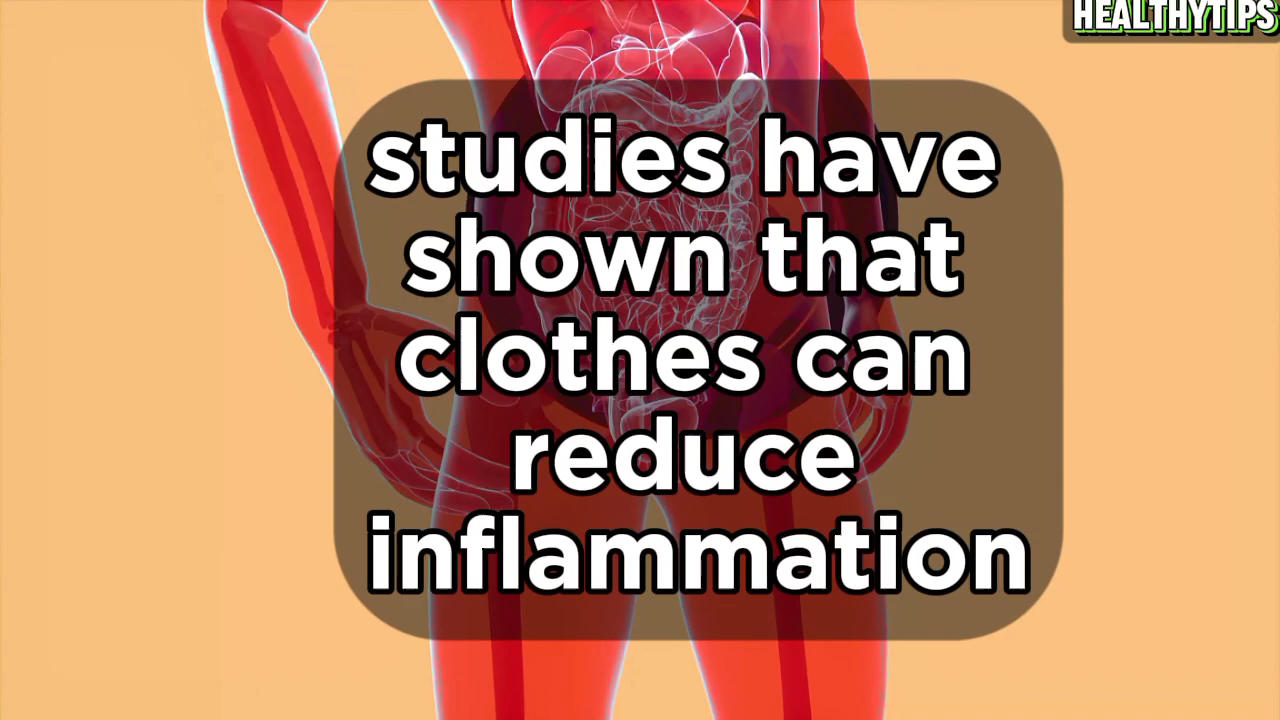 HEALTHYTIPS
studies have
shown that
clothes can
reduce
inflammation